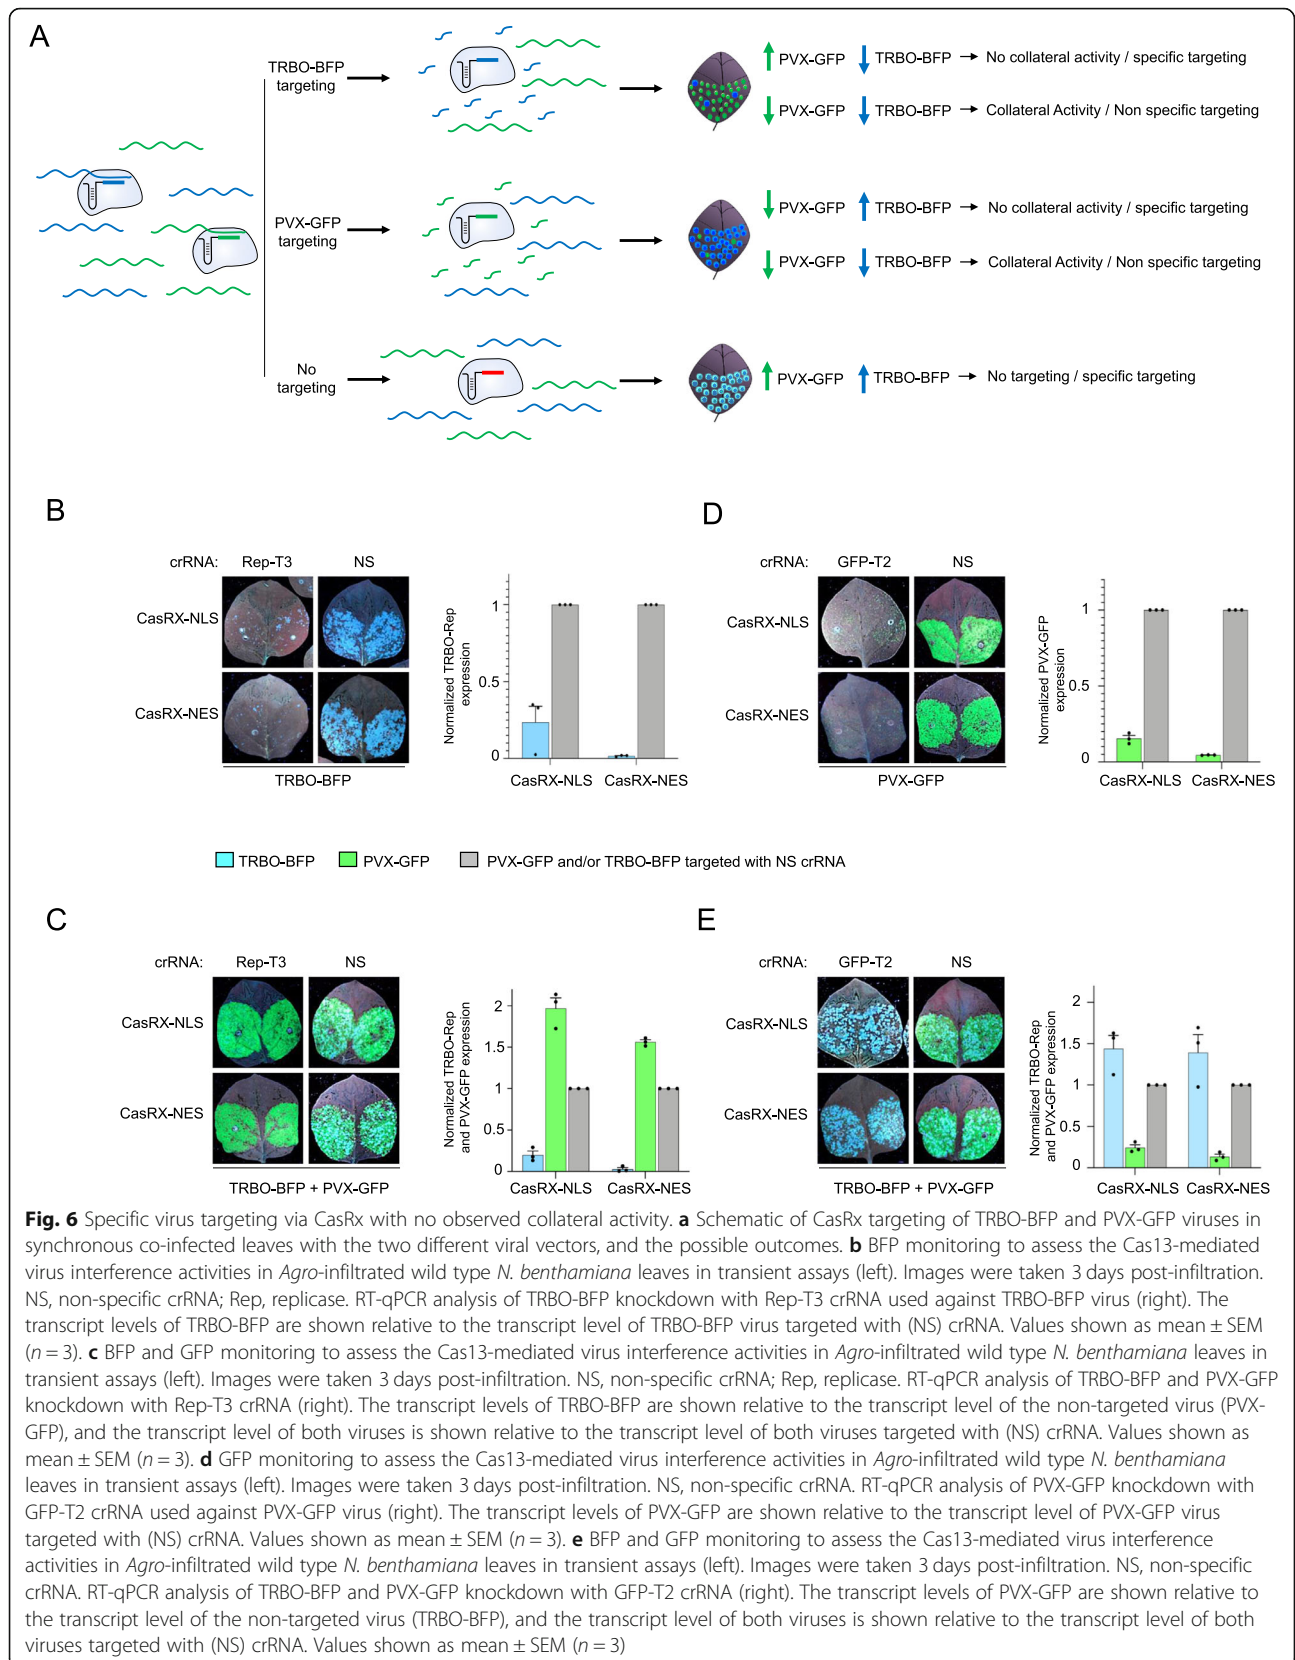 A
TRBO-BFP
targeting
PVX-GFP TRBO-BFP No collateral activity / specific targeting
PVX-GFP TRBO-BFP Collateral Activity / Non specific targeting
PVX-GFP
targeting
PVX-GFP TRBO-BFP No collateral activity / specific targeting
PVX-GFP TRBO-BFP Collateral Activity / Non specific targeting
No
targeting
PVX-GFP TRBO-BFP No targeting / specific targeting
B
crRNA: Rep-T3 NS
CasRX-NLS
CasRX-NES
TRBO-BFP
Normalized TRBO-Rep
expression
1
0.5
0
CasRX-NLS CasRX-NES
D
crRNA: GFP-T2 NS
CasRX-NLS
CasRX-NES
PVX-GFP
Normalized PVX-GFP
expression
1
0.5
0
CasRX-NLS CasRX-NES
TRBO-BFP PVX-GFP PVX-GFP and/or TRBO-BFP targeted with NS crRNA
C
crRNA: Rep-T3 NS
CasRX-NLS
CasRX-NES
TRBO-BFP + PVX-GFP
Normalized TRBO-Rep
and PVX-GFP expression
2
1.5
1
0.5
0
CasRX-NLS CasRX-NES
E
crRNA: GFP-T2 NS
CasRX-NLS
CasRX-NES
TRBO-BFP + PVX-GFP
Normalized TRBO-Rep
and PVX-GFP expression
2
1.5
1
0.5
0
CasRX-NLS CasRX-NES
Fig. 6 Specific virus targeting via CasRx with no observed collateral activity. a Schematic of CasRx targeting of TRBO-BFP and PVX-GFP viruses in
synchronous co-infected leaves with the two different viral vectors, and the possible outcomes. b BFP monitoring to assess the Cas13-mediated
virus interference activities in Agro-infiltrated wild type N. benthamiana leaves in transient assays (left). Images were taken 3 days post-infiltration.
NS, non-specific crRNA; Rep, replicase. RT-qPCR analysis of TRBO-BFP knockdown with Rep-T3 crRNA used against TRBO-BFP virus (right). The
transcript levels of TRBO-BFP are shown relative to the transcript level of TRBO-BFP virus targeted with (NS) crRNA. Values shown as mean ± SEM
(n = 3). c BFP and GFP monitoring to assess the Cas13-mediated virus interference activities in Agro-infiltrated wild type N. benthamiana leaves in
transient assays (left). Images were taken 3 days post-infiltration. NS, non-specific crRNA; Rep, replicase. RT-qPCR analysis of TRBO-BFP and PVX-GFP
knockdown with Rep-T3 crRNA (right). The transcript levels of TRBO-BFP are shown relative to the transcript level of the non-targeted virus (PVX-
GFP), and the transcript level of both viruses is shown relative to the transcript level of both viruses targeted with (NS) crRNA. Values shown as
mean ± SEM (n = 3). d GFP monitoring to assess the Cas13-mediated virus interference activities in Agro-infiltrated wild type N. benthamiana
leaves in transient assays (left). Images were taken 3 days post-infiltration. NS, non-specific crRNA. RT-qPCR analysis of PVX-GFP knockdown with
GFP-T2 crRNA used against PVX-GFP virus (right). The transcript levels of PVX-GFP are shown relative to the transcript level of PVX-GFP virus
targeted with (NS) crRNA. Values shown as mean ± SEM (n = 3). e BFP and GFP monitoring to assess the Cas13-mediated virus interference
activities in Agro-infiltrated wild type N. benthamiana leaves in transient assays (left). Images were taken 3 days post-infiltration. NS, non-specific
crRNA. RT-qPCR analysis of TRBO-BFP and PVX-GFP knockdown with GFP-T2 crRNA (right). The transcript levels of PVX-GFP are shown relative to
the transcript level of the non-targeted virus (TRBO-BFP), and the transcript level of both viruses is shown relative to the transcript level of both
viruses targeted with (NS) crRNA. Values shown as mean ± SEM (n = 3)